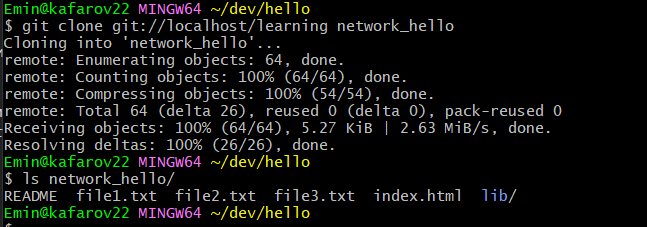 Emin@kafarov22 MINGW64 ~/dev/hello
$ git clone git://localhost/learning network_hello
Cloning into 'network_hello'...
remote: Enumerating objects: 64, done.
remote: Counting objects: 100% (64/64), done.
remote: Compressing objects: 100% (54/54), done.
remote: Total 64 (delta 26), reused 0 (delta 0), pack-reused 0
Receiving objects: 100% (64/64), 5.27 KiB | 2.63 MiB/s, done.
Resolving deltas: 100% (26/26), done.
Emin@kafarov22 MINGW64 ~/dev/hello
$ ls network_hello/
README  file1.txt  file2.txt  file3.txt  index.html  lib/
Emin@kafarov22 MINGW64 ~/dev/hello